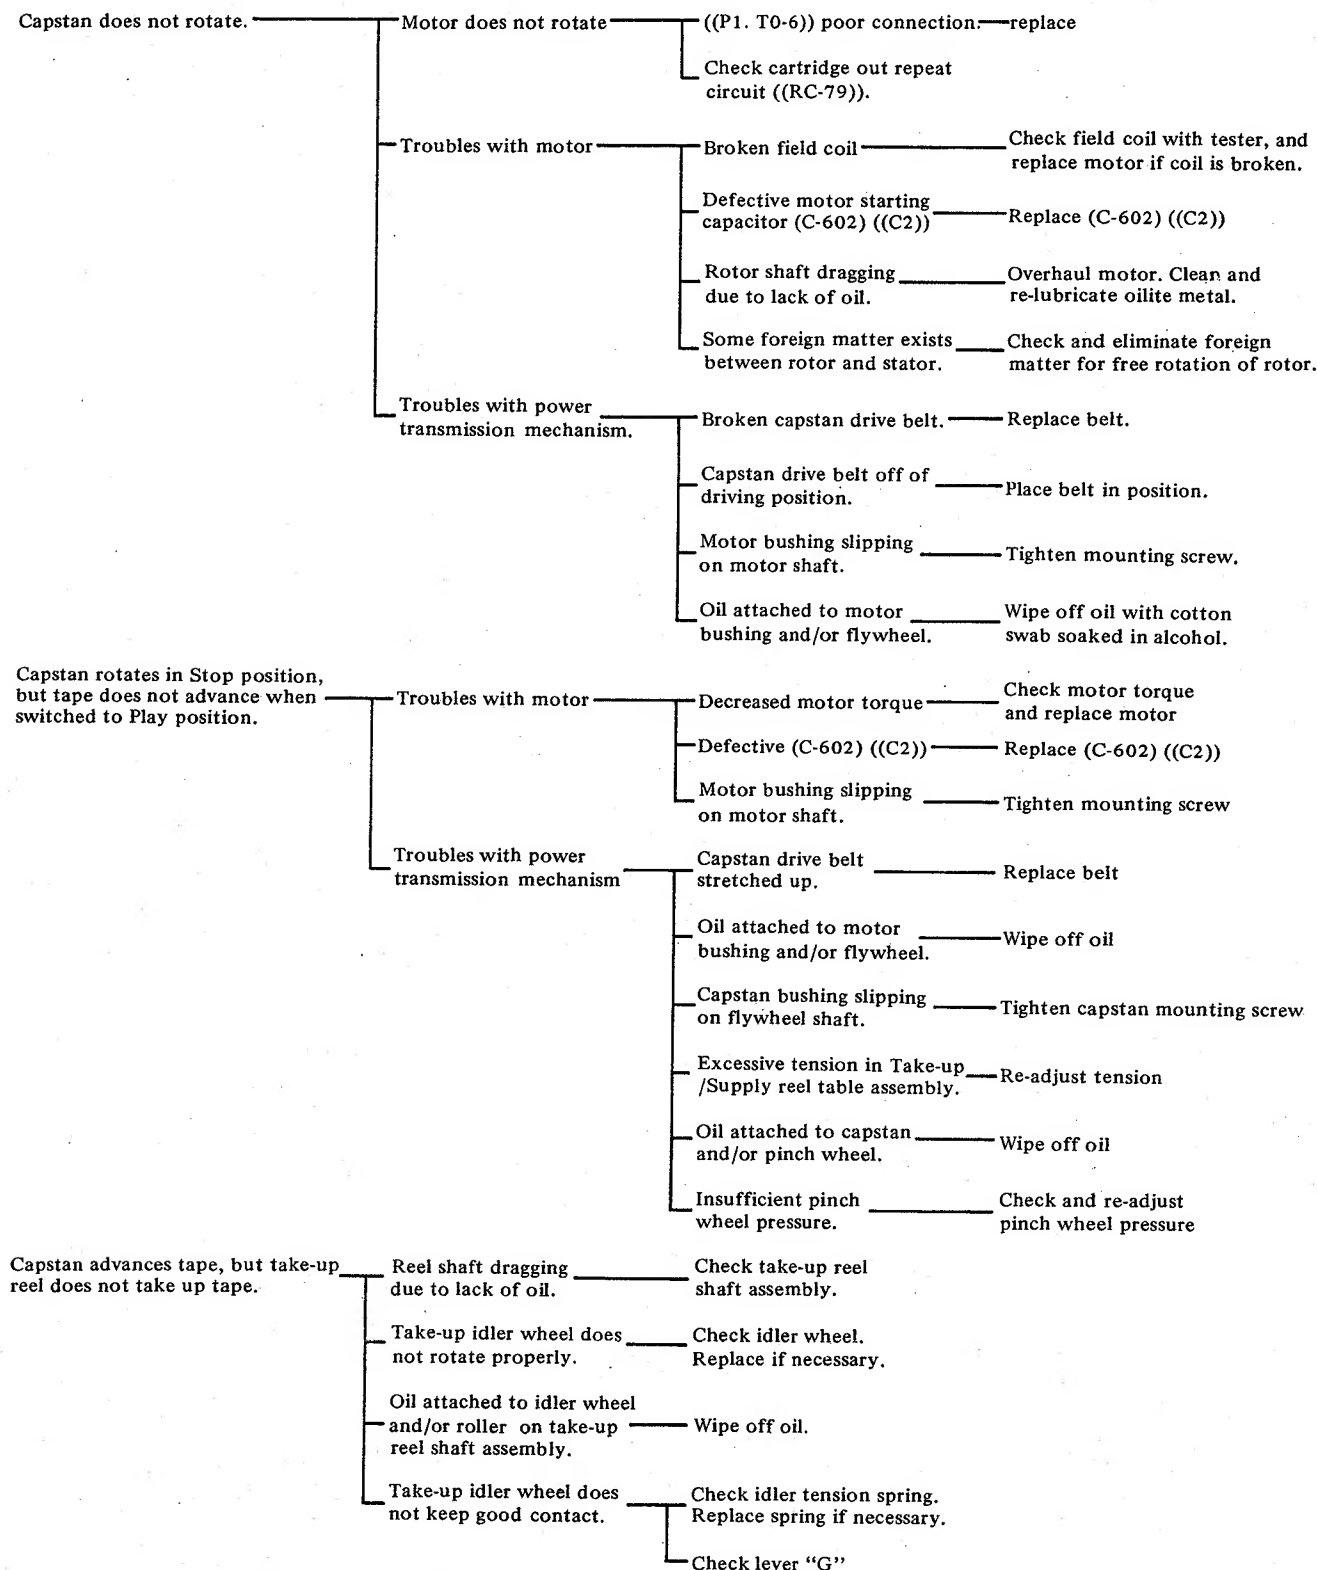 Capstan does not rotate.
Motor does not rotate
((P1. T0-6)) poor connection.
replace
Check cartridge out repeat
circuit ((RC-79)).
Troubles with motor
Broken field coil
Check field coil with tester, and
replace motor if coil is broken.
Defective motor starting
capacitor (C-602) ((C2))
Replace (C-602) ((C2))
Rotor shaft dragging
due to lack of oil.
Overhaul motor. Clean and
re-lubricate oilite metal.
Some foreign matter exists
between rotor and stator.
Check and eliminate foreign
matter for free rotation of rotor.
Troubles with power
transmission mechanism.
Broken capstan drive belt.
Replace belt.
Capstan drive belt off of
driving position.
Place belt in position.
Motor bushing slipping
on motor shaft.
Tighten mounting screw.
Oil attached to motor
bushing and/or flywheel.
Wipe off oil with cotton
swab soaked in alcohol.
Capstan rotates in Stop position,
but tape does not advance when
switched to Play position.
Troubles with motor
Decreased motor torque
Check motor torque
and replace motor
Defective (C-602) ((C2))
Replace (C-602) ((C2))
Motor bushing slipping
on motor shaft.
Tighten mounting screw
Troubles with power
transmission mechanism
Capstan drive belt
stretched up.
Replace belt
Oil attached to motor
bushing and/or flywheel.
Wipe off oil
Capstan bushing slipping
on flywheel shaft.
Tighten capstan mounting screw
Excessive tension in Take-up
/Supply reel table assembly.
Re-adjust tension
Oil attached to capstan
and/or pinch wheel.
Wipe off oil
Insufficient pinch
wheel pressure.
Check and re-adjust
pinch wheel pressure
Capstan advances tape, but take-up
reel does not take up tape.
Reel shaft dragging
due to lack of oil.
Check take-up reel
shaft assembly.
Take-up idler wheel does
not rotate properly.
Check idler wheel.
Replace if necessary.
Oil attached to idler wheel
and/or roller on take-up
reel shaft assembly.
Wipe off oil.
Take-up idler wheel does
not keep good contact.
Check idler tension spring.
Replace spring if necessary.
Check lever “G”